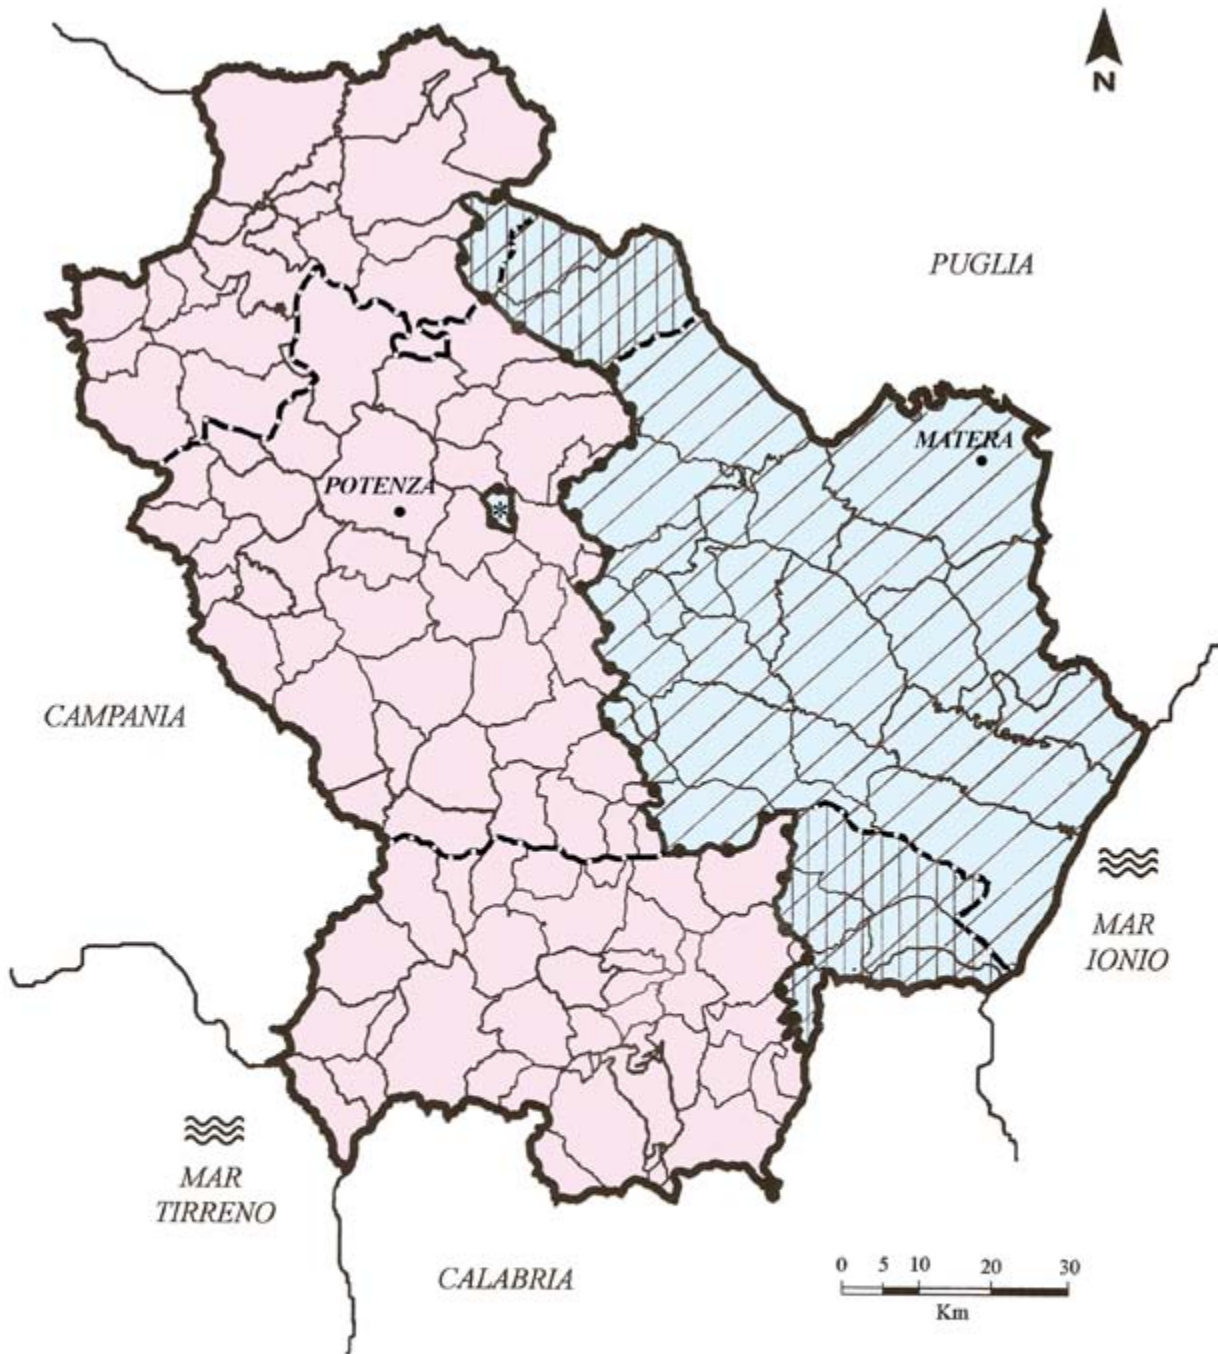 N
PUGLIA
MATERA
POTENZA
*
CAMPANIA
MAR
IONIO
MAR
TIRRENO
CALABRIA
0 5 10 20 30
Km